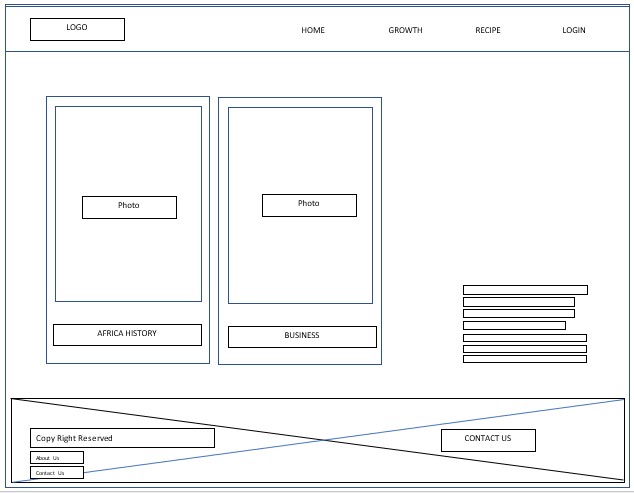 LOGO
HOME
GROWTH
RECIPE
LOGIN
Photo
Photo
AFRICA HISTORY
BUSINESS
Copy Right Reserved
CONTACT US
About Us
Contact Us